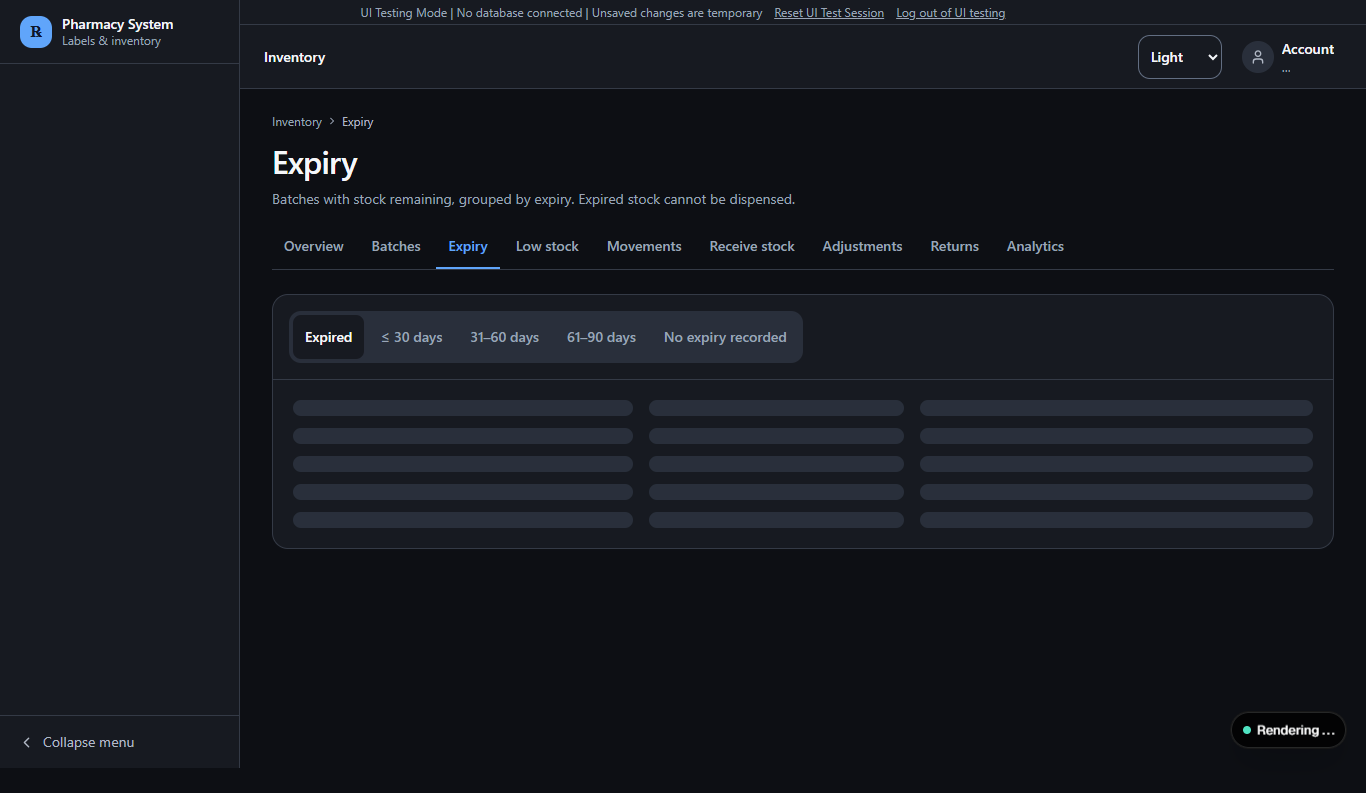 UI Testing Mode | No database connected | Unsaved changes are temporary Reset UI Test Session Log out of UI testing
℞
Pharmacy System
Labels & inventory
Inventory
Light
Account
...
Inventory > Expiry
Expiry
Batches with stock remaining, grouped by expiry. Expired stock cannot be dispensed.
Overview Batches Expiry Low stock Movements Receive stock Adjustments Returns Analytics
Expired ≤ 30 days 31–60 days 61–90 days No expiry recorded
Rendering ...
Collapse menu